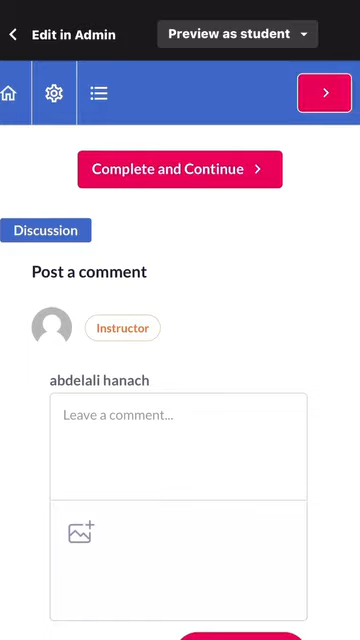 Edit in Admin
Preview as student
Complete and Continue
Discussion
Post a comment
Instructor
abdelali hanach
Leave a comment...